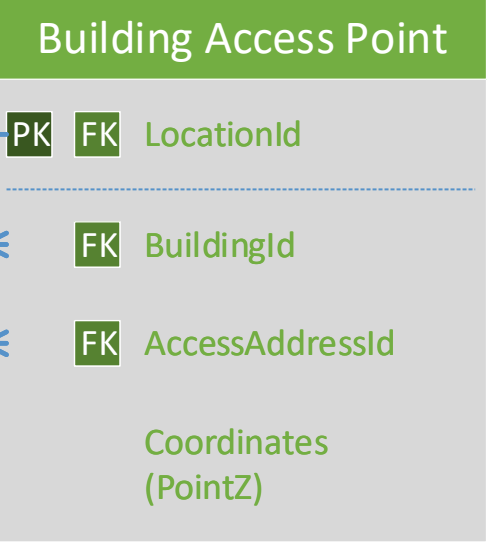 Building Access Point
PK FK LocationId
FK BuildingId
FK AccessAddressId
Coordinates
(PointZ)